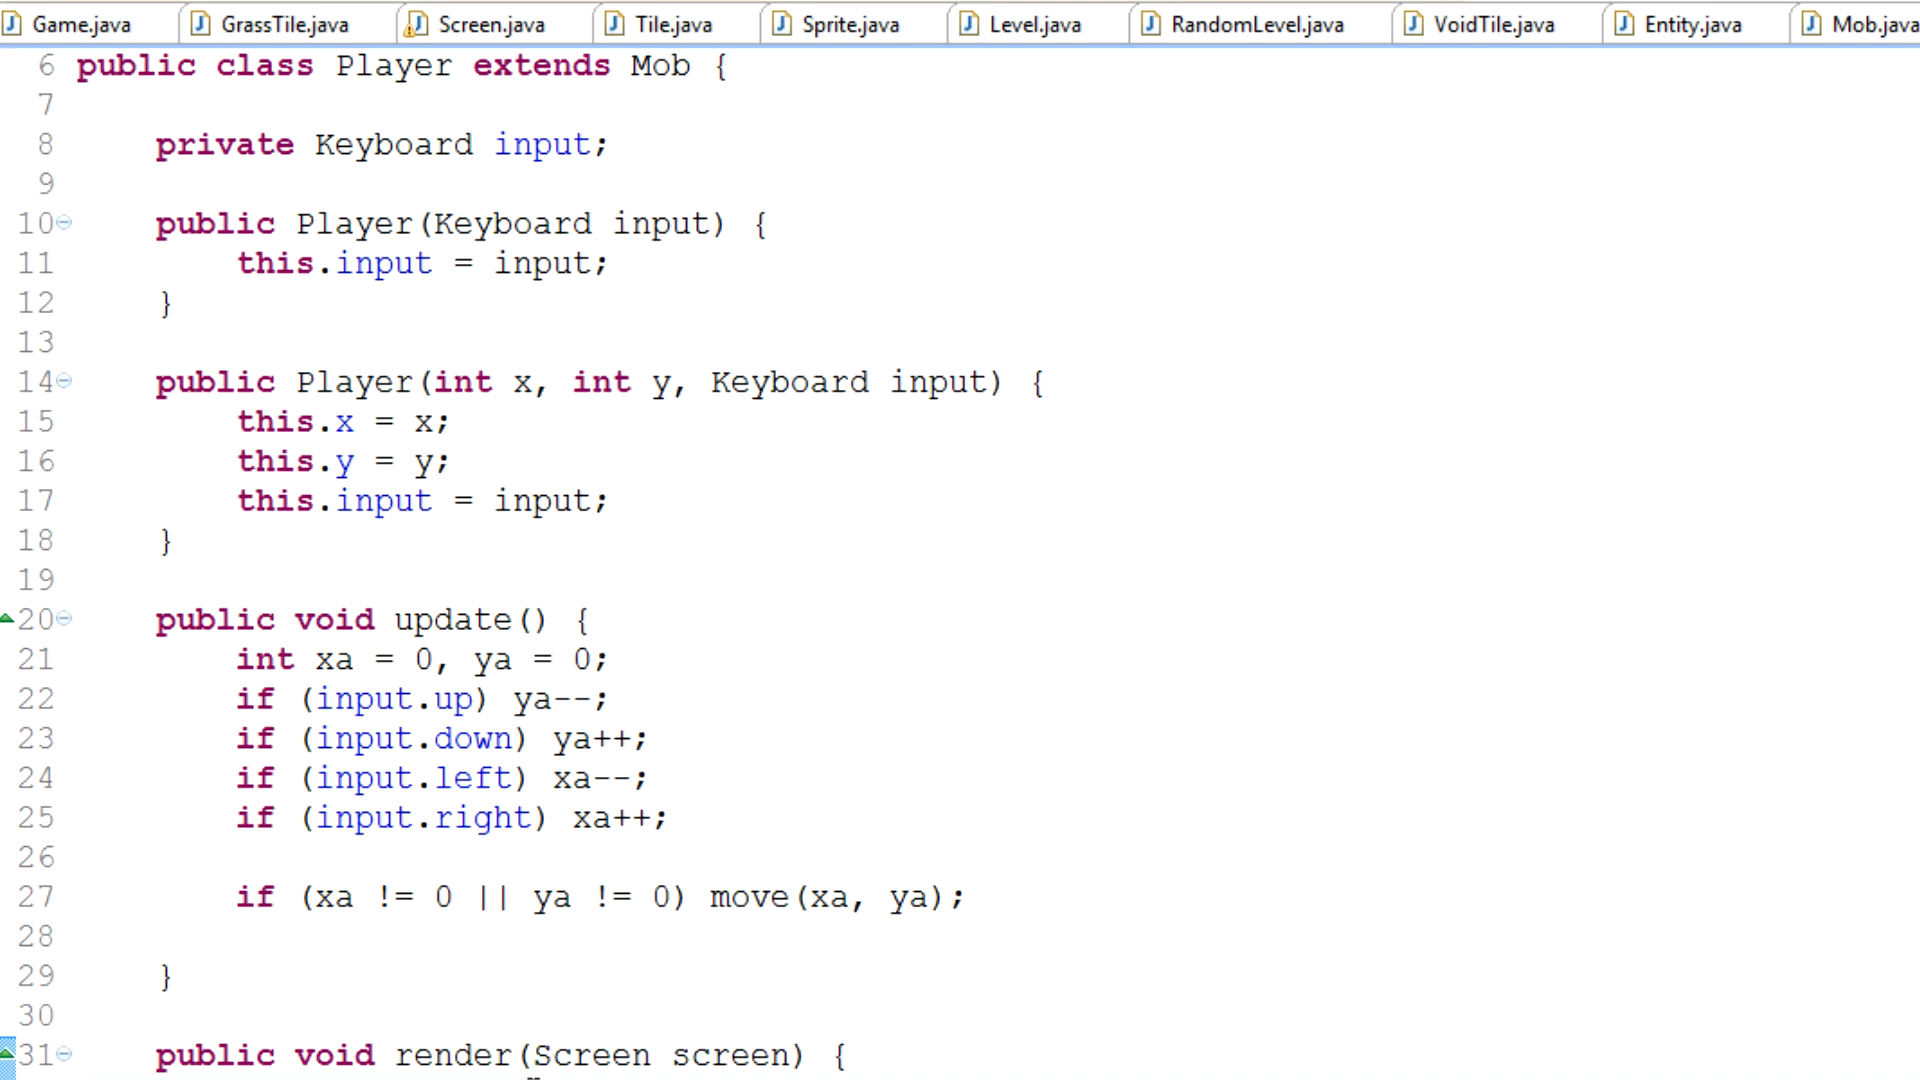 Game.java GrassTile.java Screen.java Tile.java Sprite.java Level.java RandomLevel.java VoidTile.java Entity.java Mob.java
6 public class Player extends Mob {
7
8 private Keyboard input;
9
10 public Player(Keyboard input) {
11 this.input = input;
12 }
13
14 public Player(int x, int y, Keyboard input) {
15 this.x = x;
16 this.y = y;
17 this.input = input;
18 }
19
20 public void update() {
21 int xa = 0, ya = 0;
22 if (input.up) ya--;
23 if (input.down) ya++;
24 if (input.left) xa--;
25 if (input.right) xa++;
26
27 if (xa != 0 || ya != 0) move(xa, ya);
28
29 }
30
31 public void render(Screen screen) {